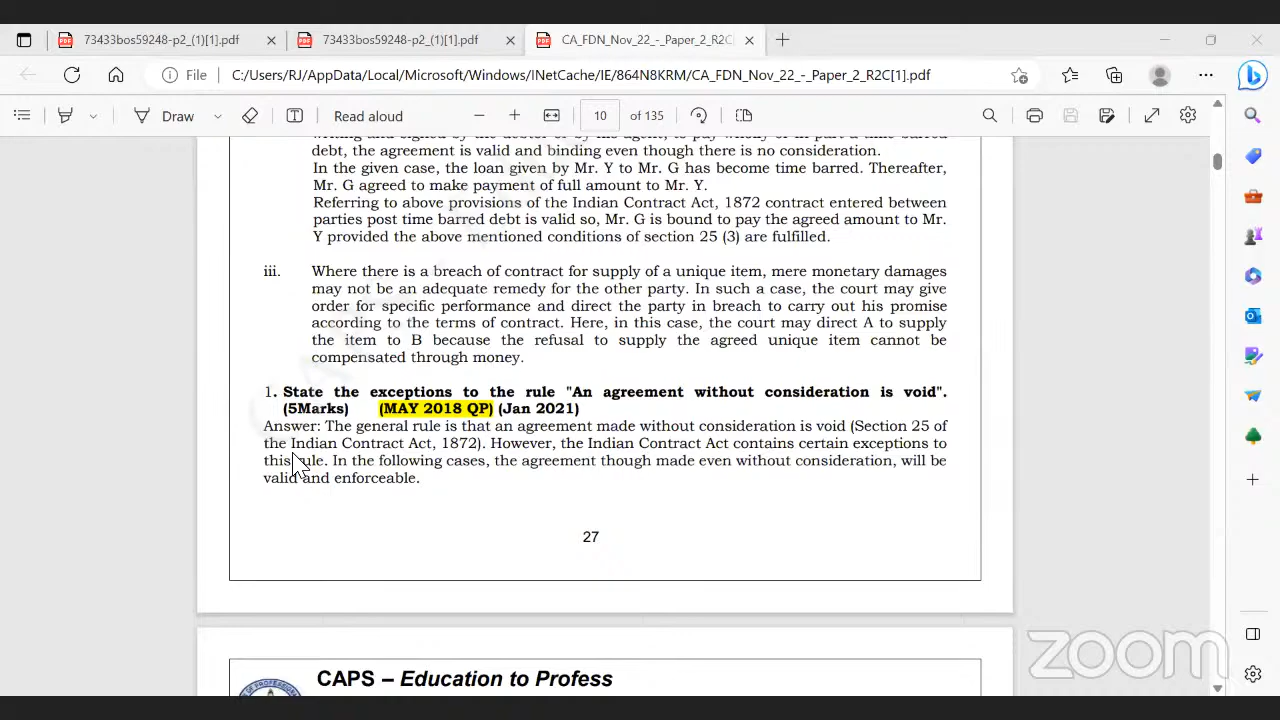 73433bos59248-p2_(1)[1].pdf
73433bos59248-p2_(1)[1].pdf
CA_FDN_Nov_22_-_Paper_2_R2C
File
C:/Users/RJ/AppData/Local/Microsoft/Windows/INetCache/IE/864N8KRM/CA_FDN_Nov_22_-_Paper_2_R2C[1].pdf
Draw
Read aloud
10 of 135
writing and signed by the debtor or by his agent, to pay wholly or in part a time barred
debt, the agreement is valid and binding even though there is no consideration.
In the given case, the loan given by Mr. Y to Mr. G has become time barred. Thereafter,
Mr. G agreed to make payment of full amount to Mr. Y.
Referring to above provisions of the Indian Contract Act, 1872 contract entered between
parties post time barred debt is valid so, Mr. G is bound to pay the agreed amount to Mr.
Y provided the above mentioned conditions of section 25 (3) are fulfilled.
iii. Where there is a breach of contract for supply of a unique item, mere monetary damages
may not be an adequate remedy for the other party. In such a case, the court may give
order for specific performance and direct the party in breach to carry out his promise
according to the terms of contract. Here, in this case, the court may direct A to supply
the item to B because the refusal to supply the agreed unique item cannot be
compensated through money.
1. State the exceptions to the rule "An agreement without consideration is void".
(5Marks) (MAY 2018 QP) (Jan 2021)
Answer: The general rule is that an agreement made without consideration is void (Section 25 of
the Indian Contract Act, 1872). However, the Indian Contract Act contains certain exceptions to
this rule. In the following cases, the agreement though made even without consideration, will be
valid and enforceable.
27
CAPS – Education to Profess
zoom